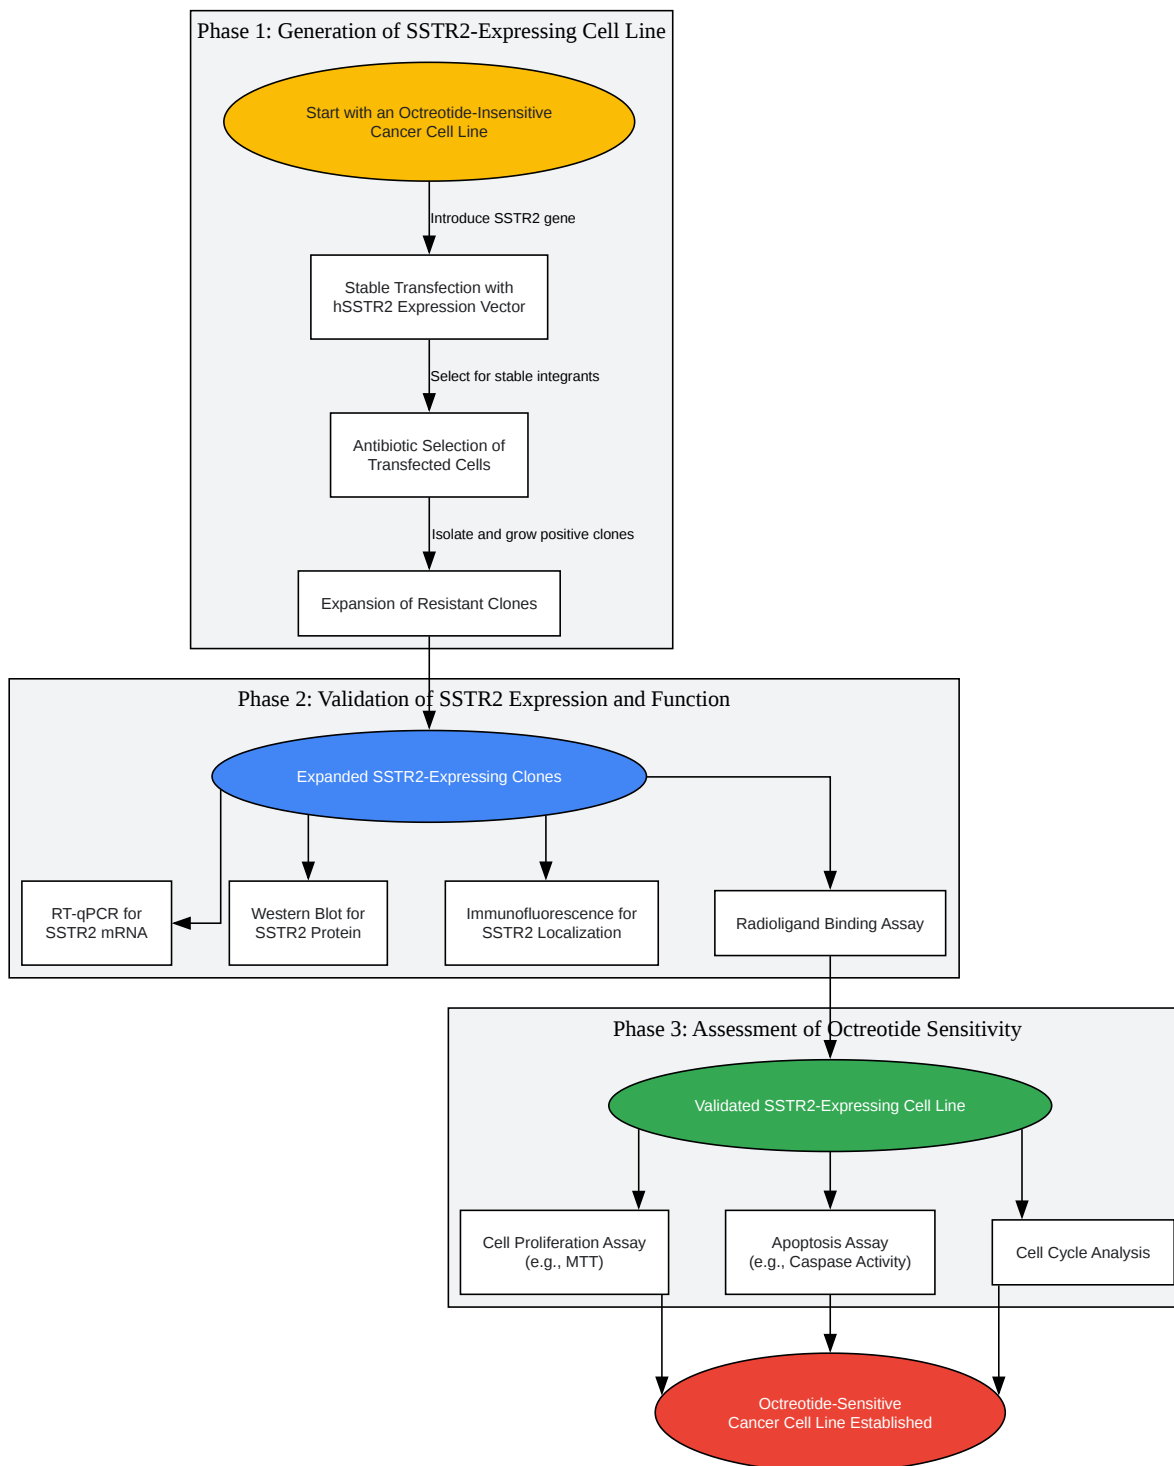 Phase 1: Generation of SSTR2-Expressing Cell Line
Start with an Octreotide-Insensitive
Cancer Cell Line
Introduce SSTR2 gene
Stable Transfection with
hSSTR2 Expression Vector
Select for stable integrants
Antibiotic Selection of
Transfected Cells
Isolate and grow positive clones
Expansion of Resistant Clones
Phase 2: Validation of SSTR2 Expression and Function
Expanded SSTR2-Expressing Clones
RT-qPCR for
SSTR2 mRNA
Western Blot for
SSTR2 Protein
Immunofluorescence for
SSTR2 Localization
Radioligand Binding Assay
Phase 3: Assessment of Octreotide Sensitivity
Validated SSTR2-Expressing Cell Line
Cell Proliferation Assay
(e.g., MTT)
Apoptosis Assay
(e.g., Caspase Activity)
Cell Cycle Analysis
Octreotide-Sensitive
Cancer Cell Line Established